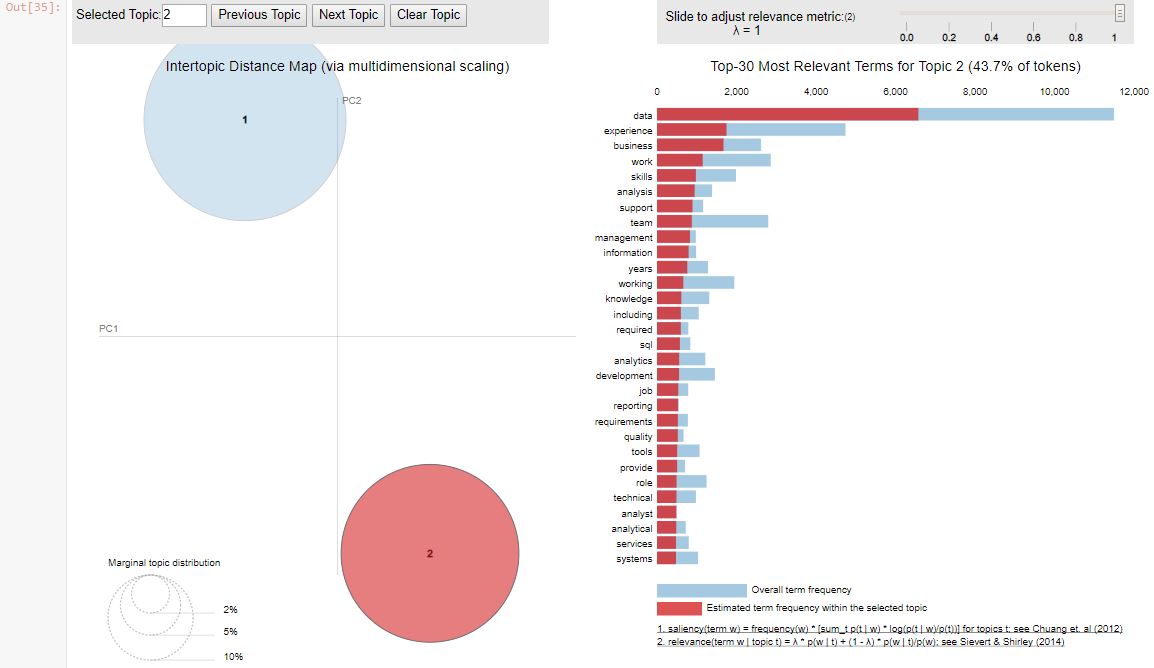 Out[35]:
Selected Topic: 2 Previous Topic Next Topic Clear Topic
Slide to adjust relevance metric:(2)
λ = 1
0.0 0.2 0.4 0.6 0.8 1
Intertopic Distance Map (via multidimensional scaling)
PC2
1
PC1
2
Marginal topic distribution
2%
5%
10%
Top-30 Most Relevant Terms for Topic 2 (43.7% of tokens)
0 2,000 4,000 6,000 8,000 10,000 12,000
data
experience
business
work
skills
analysis
support
team
management
information
years
working
knowledge
including
required
sql
analytics
development
job
reporting
requirements
quality
tools
provide
role
technical
analyst
analytical
services
systems
Overall term frequency
Estimated term frequency within the selected topic
1. saliency(term w) = frequency(w) * [sum_t p(t | w) * log(p(t | w)/p(t))] for topics t; see Chuang et. al (2012)
2. relevance(term w | topic t) = λ * p(w | t) + (1 - λ) * p(w | t)/p(w); see Sievert & Shirley (2014)